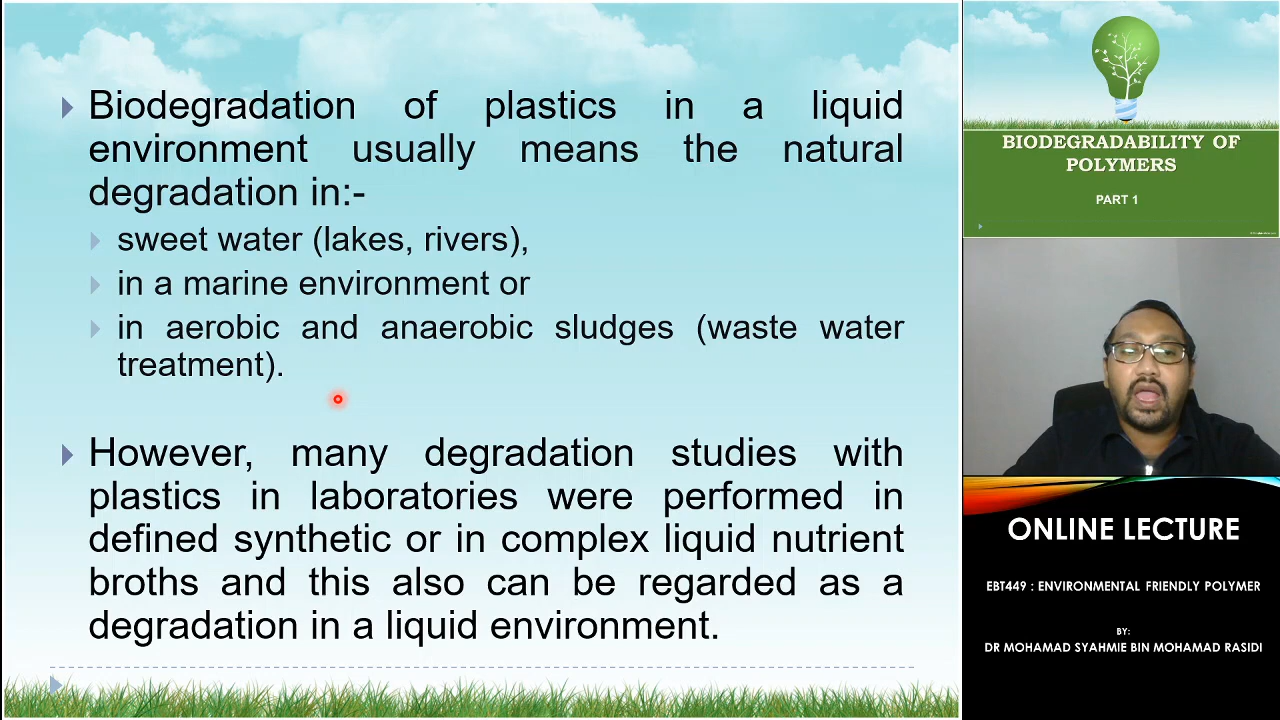 Biodegradation of plastics in a liquid
environment usually means the natural
degradation in:-
sweet water (lakes, rivers),
in a marine environment or
in aerobic and anaerobic sludges (waste water
treatment).
However, many degradation studies with
plastics in laboratories were performed in
defined synthetic or in complex liquid nutrient
broths and this also can be regarded as a
degradation in a liquid environment.
BIODEGRADABILITY OF
POLYMERS
PART 1
ONLINE LECTURE
EBT449 : ENVIRONMENTAL FRIENDLY POLYMER
BY:
DR MOHAMAD SYAHMIE BIN MOHAMAD RASIDI